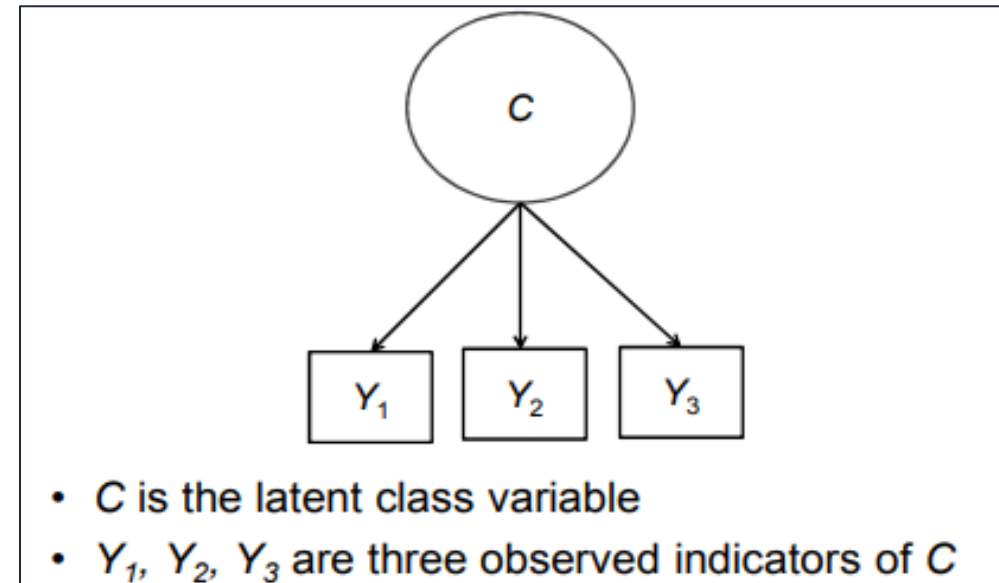 C
Y₁ Y₂ Y₃
• C is the latent class variable
• Y₁, Y₂, Y₃ are three observed indicators of C